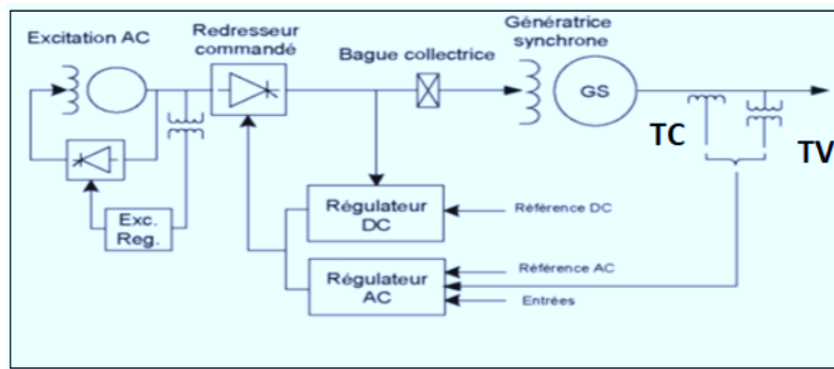 Excitation AC
Redresseur
commandé
Bague collectrice
Génératrice
synchrone
GS
TC
TV
Exc.
Reg.
Régulateur
DC
Référence DC
Régulateur
AC
Référence AC
Entrées